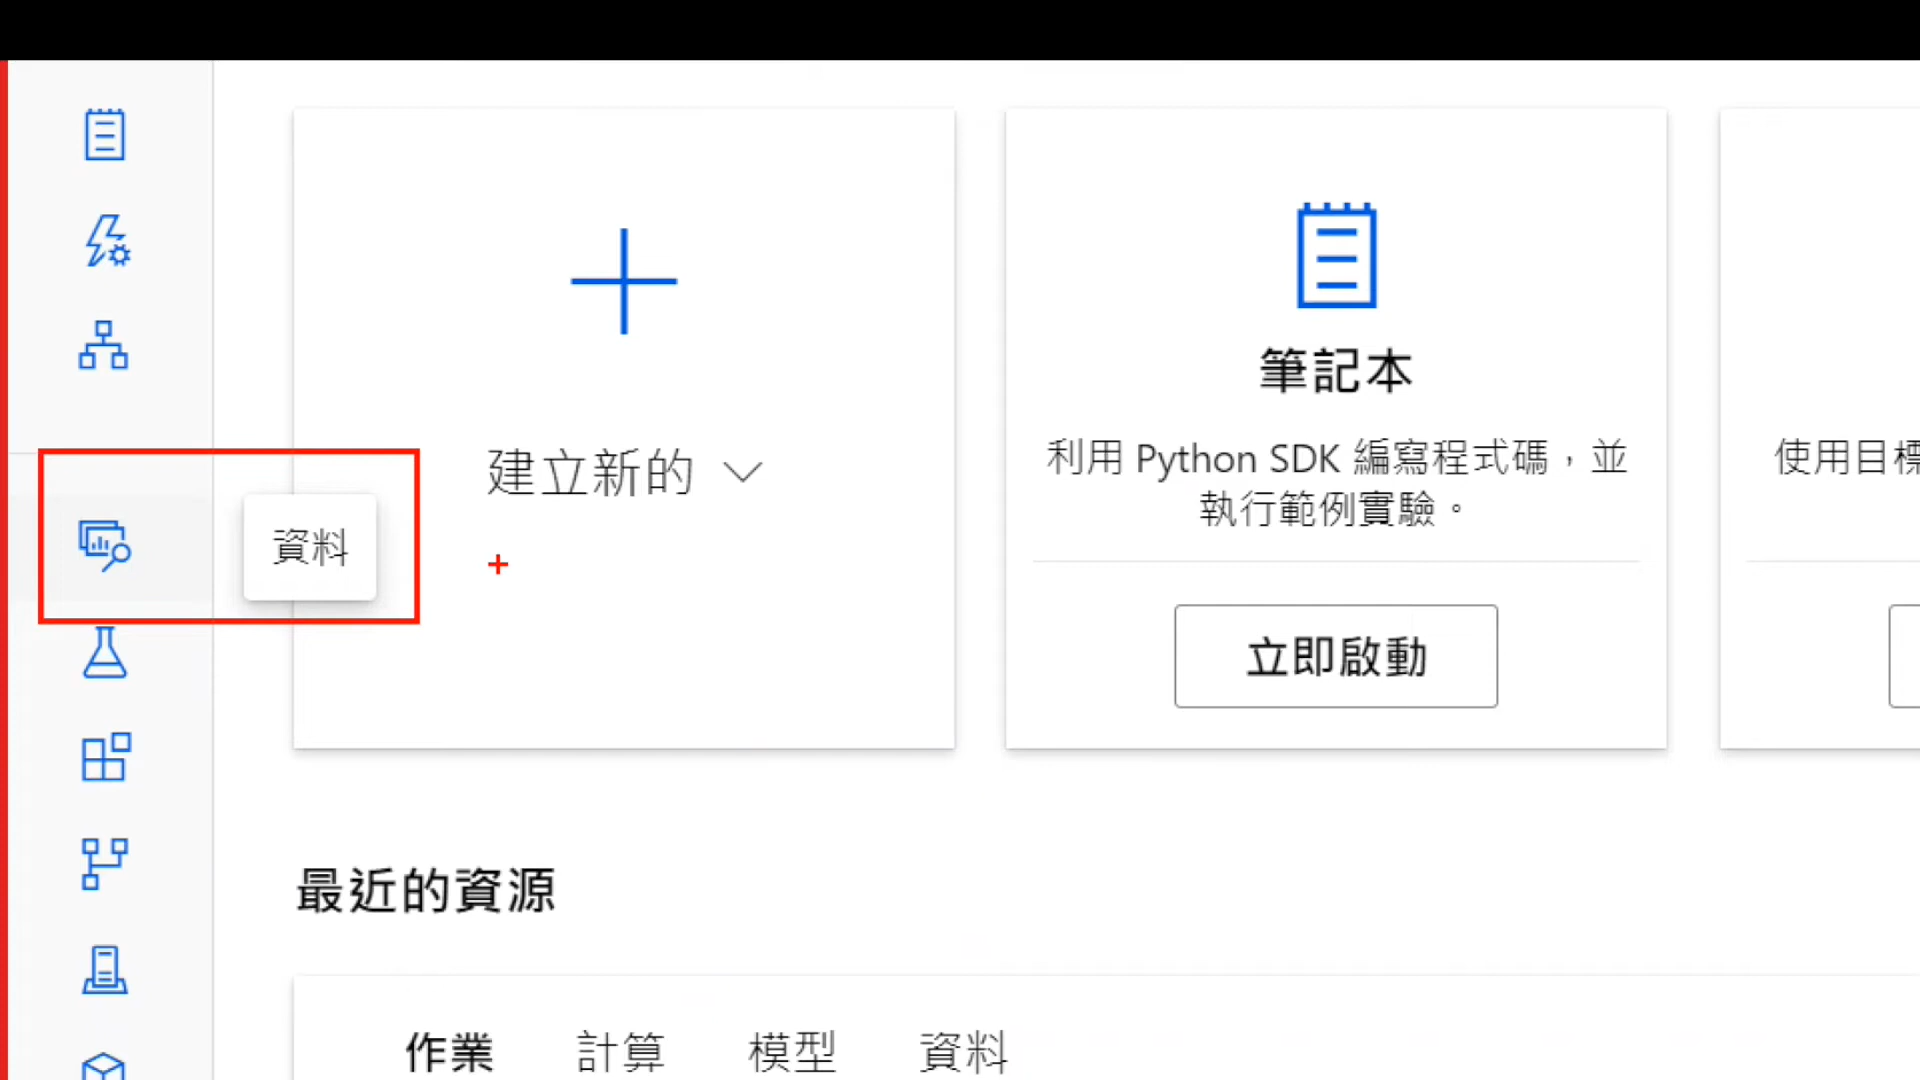 資料
建立新的
筆記本
利用 Python SDK 編寫程式碼，並
執行範例實驗。
立即啟動
使用目標
最近的資源
作業
計算
模型
資料